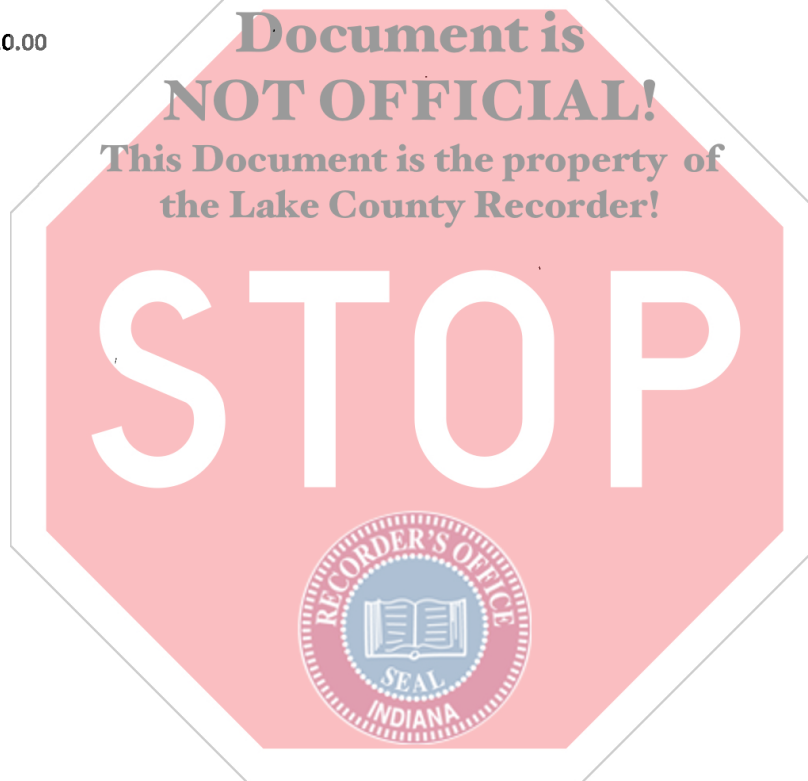 0.00
Document is
NOT OFFICIAL!
This Document is the property of
the Lake County Recorder!
STOP
RECORDER'S OFFICE
SEAL
INDIANA